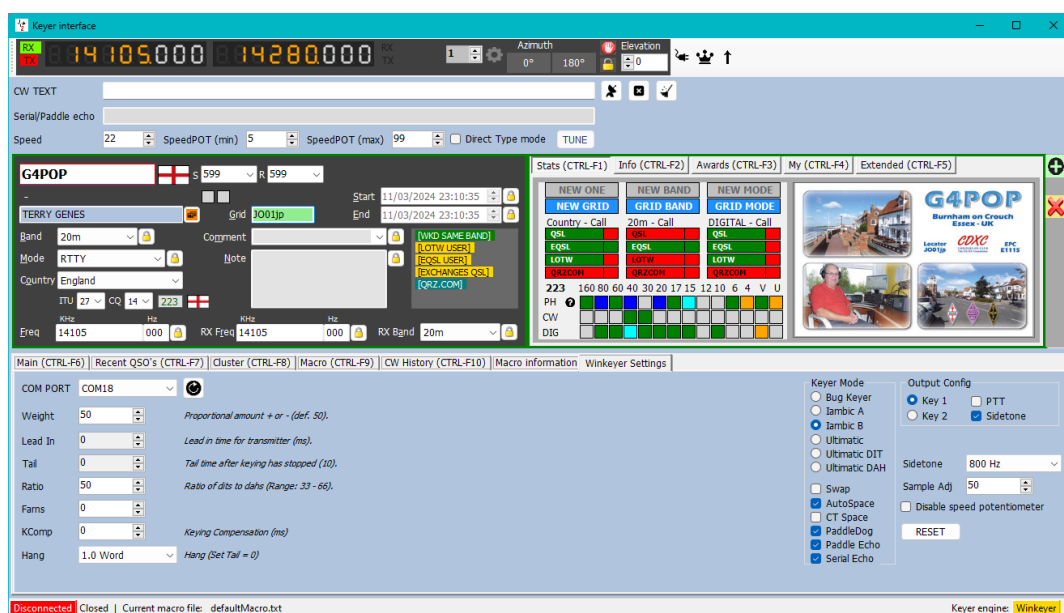 Keyer interface
RX
TX
14105.000
14280.000
RX
TX
1
Azimuth
0°
180°
Elevation
0
CW TEXT
Serial/Paddle echo
Speed 22 SpeedPOT (min) 5 SpeedPOT (max) 99 Direct Type mode TUNE
G4POP S 599 R 599
-
Start 11/03/2024 23:10:35
TERRY GENES Grid JO01jp End 11/03/2024 23:10:35
Band 20m Comment
Mode RTTY Note
Country England
ITU 27 CQ 14 223
KHz Hz KHz Hz
Freq 14105 000 RX Freq 14105 000 RX Band 20m
[WKD SAME BAND]
[LOTW USER]
[EQSL USER]
[EXCHANGES QSL]
[QRZ.COM]
Stats (CTRL-F1) Info (CTRL-F2) Awards (CTRL-F3) My (CTRL-F4) Extended (CTRL-F5)
NEW ONE NEW BAND NEW MODE
NEW GRID GRID BAND GRID MODE
Country - Call 20m - Call DIGITAL - Call
QSL QSL QSL
EQSL EQSL EQSL
LOTW LOTW LOTW
QRZCOM QRZCOM QRZCOM
223 160 80 60 40 30 20 17 15 12 10 6 4 V U
PH ?
CW
DIG
G4POP
Burnham on Crouch
Essex - UK
Locator
JO01jp
CDXC
EPC
E1115
Main (CTRL-F6) Recent QSO's (CTRL-F7) Cluster (CTRL-F8) Macro (CTRL-F9) CW History (CTRL-F10) Macro information Winkeyer Settings
COM PORT COM18
Weight 50 Proportional amount + or - (def. 50).
Lead In 0 Lead in time for transmitter (ms).
Tail 0 Tail time after keying has stopped (10).
Ratio 50 Ratio of dits to dahs (Range: 33 - 66).
Farns 0
KComp 0 Keying Compensation (ms)
Hang 1.0 Word Hang (Set Tail = 0)
Keyer Mode
Bug Keyer
Iambic A
Iambic B
Ultimatic
Ultimatic DIT
Ultimatic DAH
Swap
AutoSpace
CT Space
PaddleDog
Paddle Echo
Serial Echo
Output Config
Key 1 PTT
Key 2 Sidetone
Sidetone 800 Hz
Sample Adj 50
Disable speed potentiometer
RESET
Disconnected Closed | Current macro file: defaultMacro.txt Keyer engine: Winkeyer